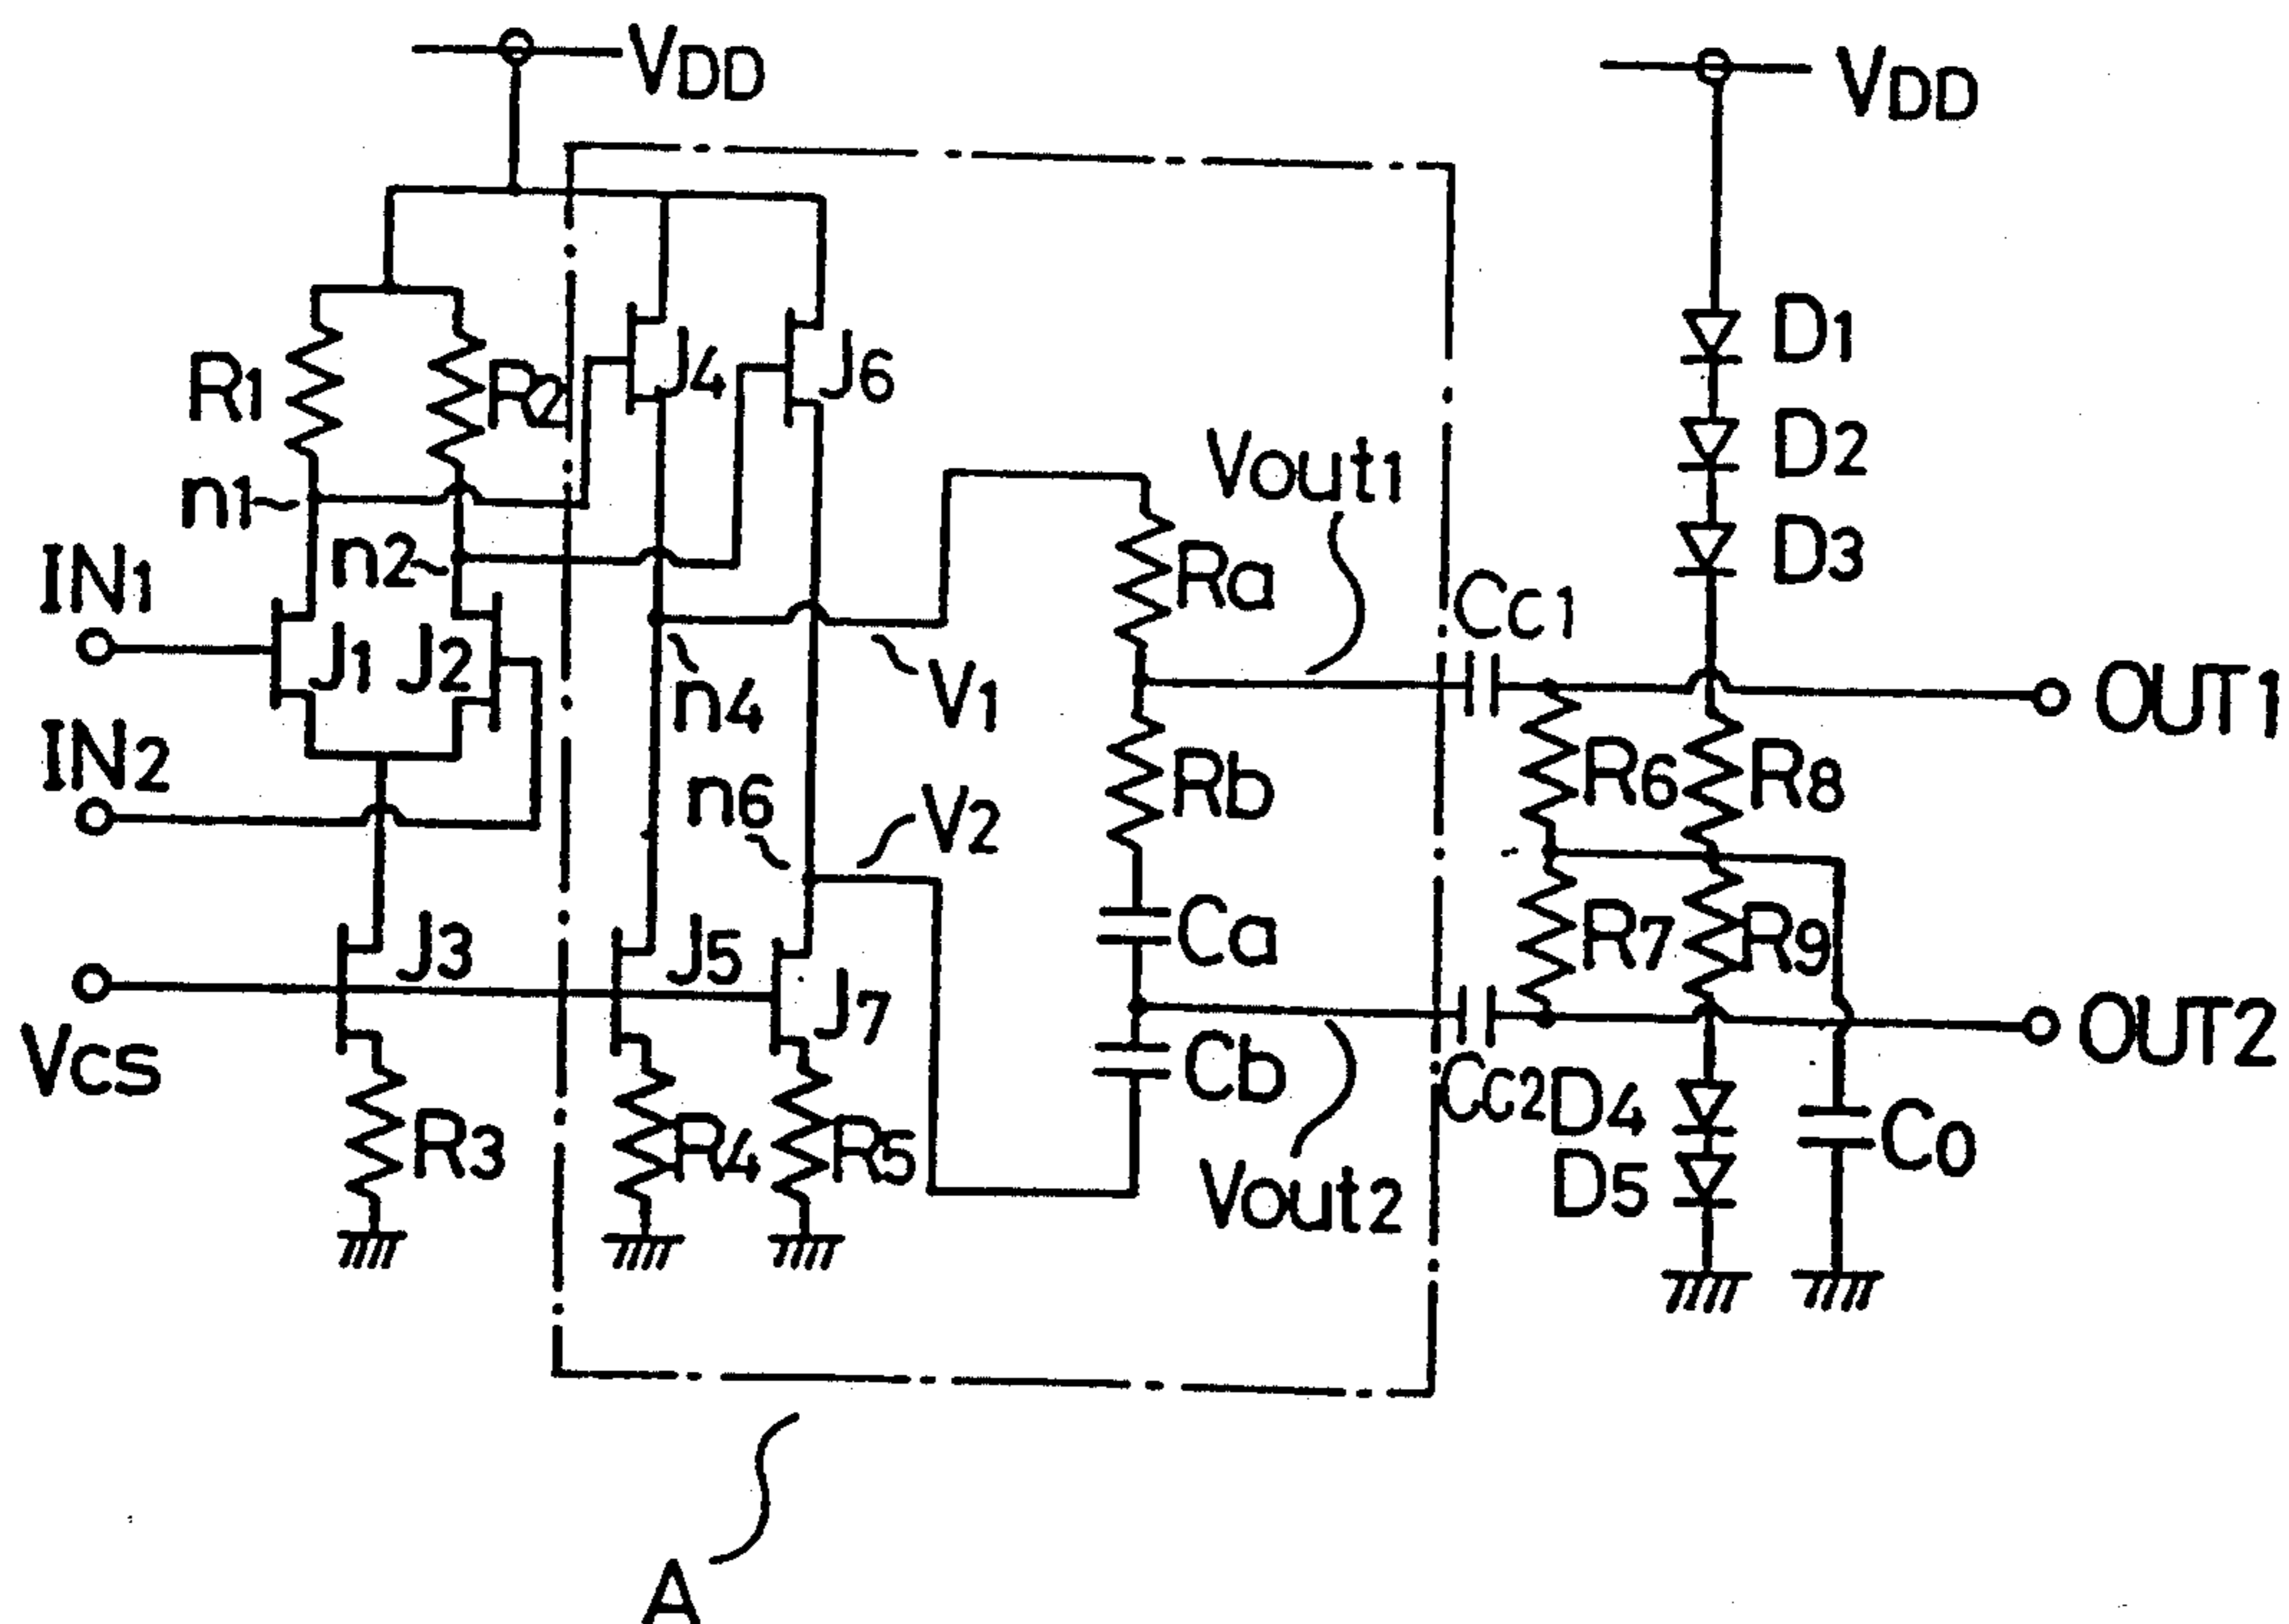 VDD
VDD
R1
R2
J4
J6
D1
D2
D3
n1
n2
IN1
J1
J2
IN2
n4
V1
n6
V2
Vout1
Ra
Rb
Cc1
OUT1
R6
R8
R7
R9
Ca
Cb
J3
J5
J7
Vcs
R3
R4
R5
Cc2
D4
D5
Co
OUT2
Vout2
A